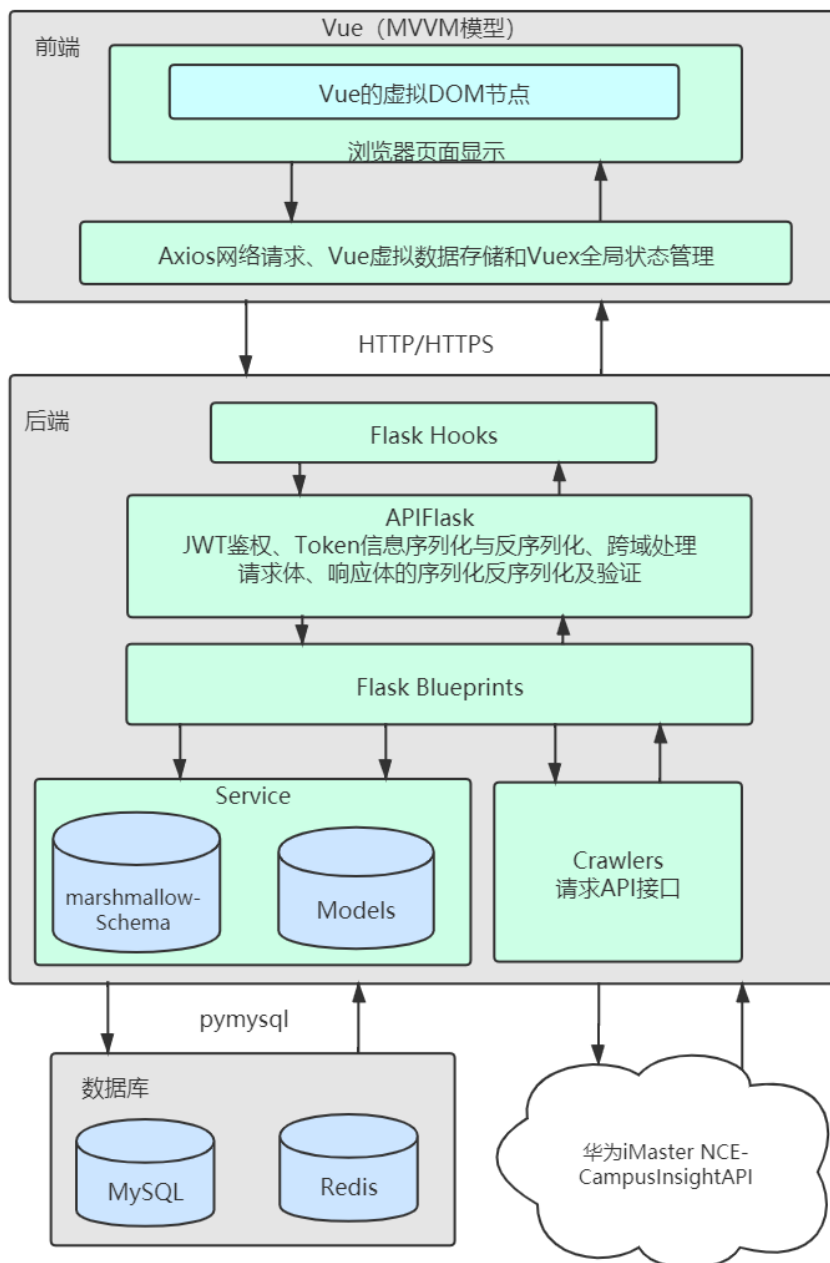 Vue（MVVM模型）
前端
Vue的虚拟DOM节点
浏览器页面显示
Axios网络请求、Vue虚拟数据存储和Vuex全局状态管理
HTTP/HTTPS
后端
Flask Hooks
APIFlask
JWT鉴权、Token信息序列化与反序列化、跨域处理
请求体、响应体的序列化反序列化及验证
Flask Blueprints
Service
marshmallow-
Schema
Models
Crawlers
请求API接口
pymysql
数据库
MySQL
Redis
华为iMaster NCE-
CampusInsightAPI